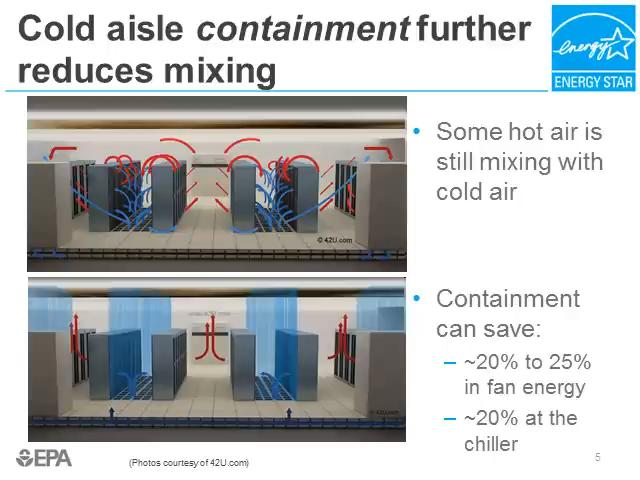 Cold aisle containment further
reduces mixing
energy
ENERGY STAR
• Some hot air is
still mixing with
cold air
© 42U.com
• Containment
can save:
– ~20% to 25%
in fan energy
– ~20% at the
chiller
© 42U.com
EPA
(Photos courtesy of 42U.com)
5